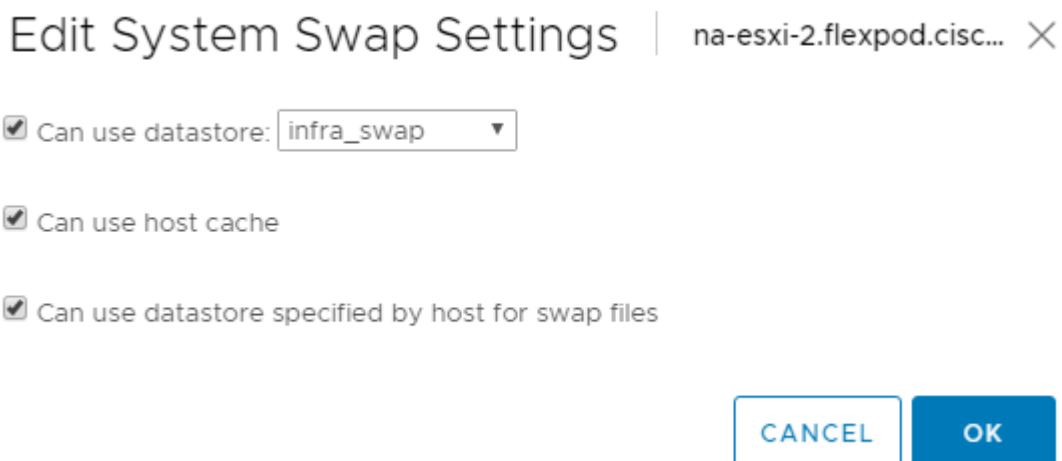 Edit System Swap Settings na-esxi-2.flexpod.cisc...
Can use datastore: infra_swap
Can use host cache
Can use datastore specified by host for swap files
CANCEL OK